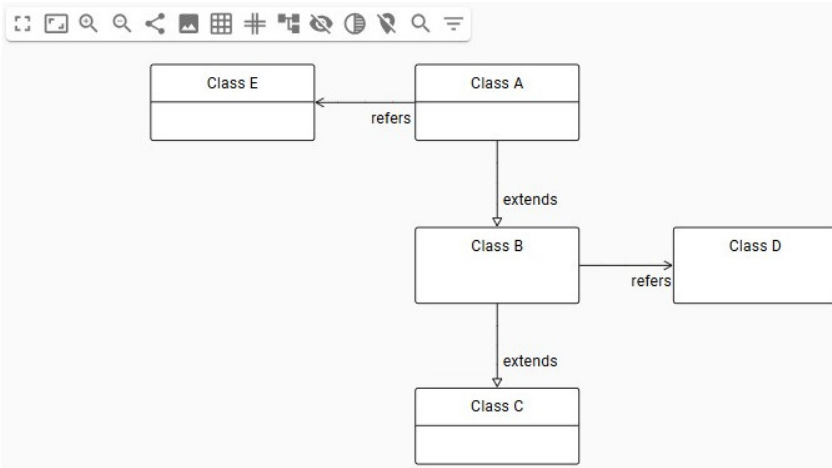 Class E
Class A
refers
extends
Class B
Class D
refers
extends
Class C